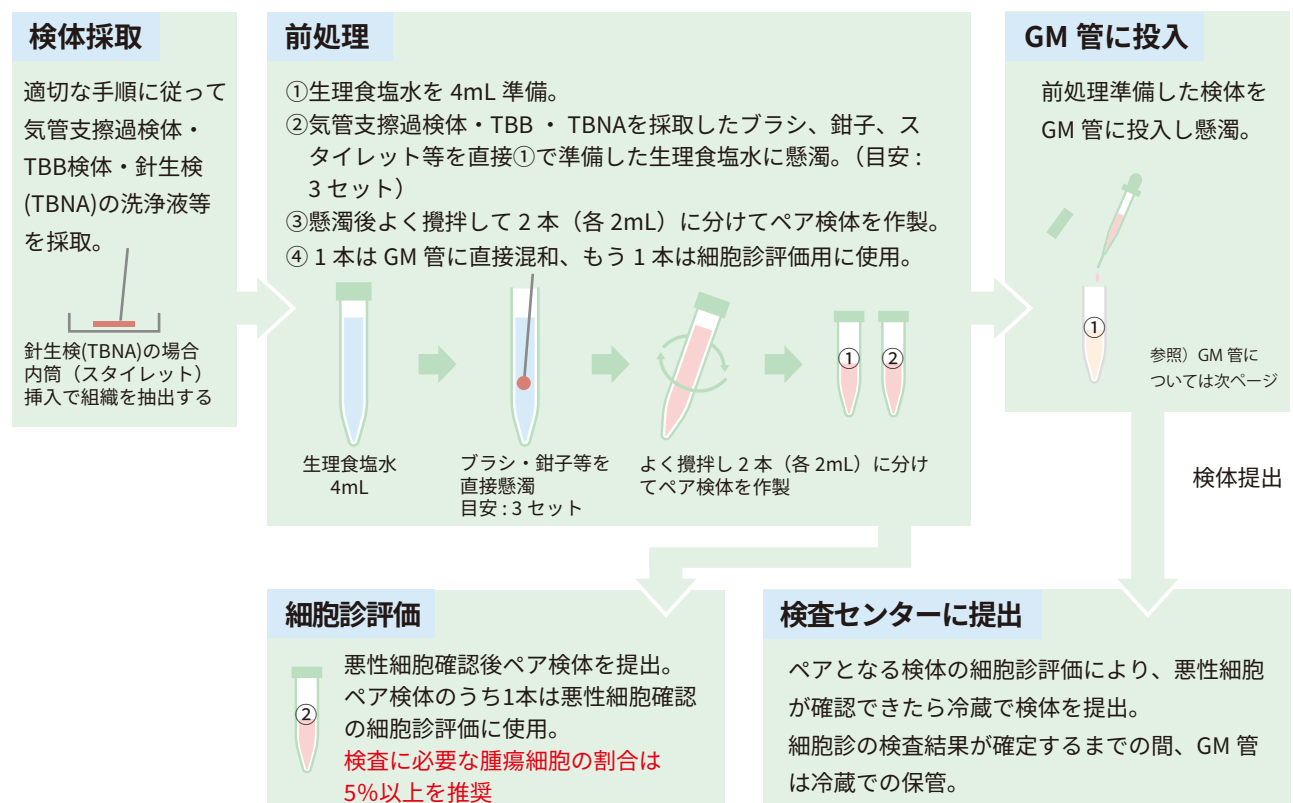 検体採取
適切な手順に従って
気管支擦過検体・
TBB検体・針生検
(TBNA)の洗浄液等
を採取。
針生検(TBNA)の場合
内筒（スタイレット）
挿入で組織を抽出する
前処理
①生理食塩水を 4mL 準備。
②気管支擦過検体・TBB ・ TBNAを採取したブラシ、鉗子、ス
タイレット等を直接①で準備した生理食塩水に懸濁。（目安 :
3 セット）
③懸濁後よく攪拌して 2 本（各 2mL）に分けてペア検体を作製。
④ 1 本は GM 管に直接混和、もう 1 本は細胞診評価用に使用。
① ②
生理食塩水
4mL
ブラシ・鉗子等を
直接懸濁
目安 : 3 セット
よく攪拌し 2 本（各 2mL）に分け
てペア検体を作製
GM 管に投入
前処理準備した検体を
GM 管に投入し懸濁。
①
参照）GM 管に
ついては次ページ
検体提出
細胞診評価
②
悪性細胞確認後ペア検体を提出。
ペア検体のうち1本は悪性細胞確認
の細胞診評価に使用。
検査に必要な腫瘍細胞の割合は
5%以上を推奨
検査センターに提出
ペアとなる検体の細胞診評価により、悪性細胞
が確認できたら冷蔵で検体を提出。
細胞診の検査結果が確定するまでの間、GM 管
は冷蔵での保管。